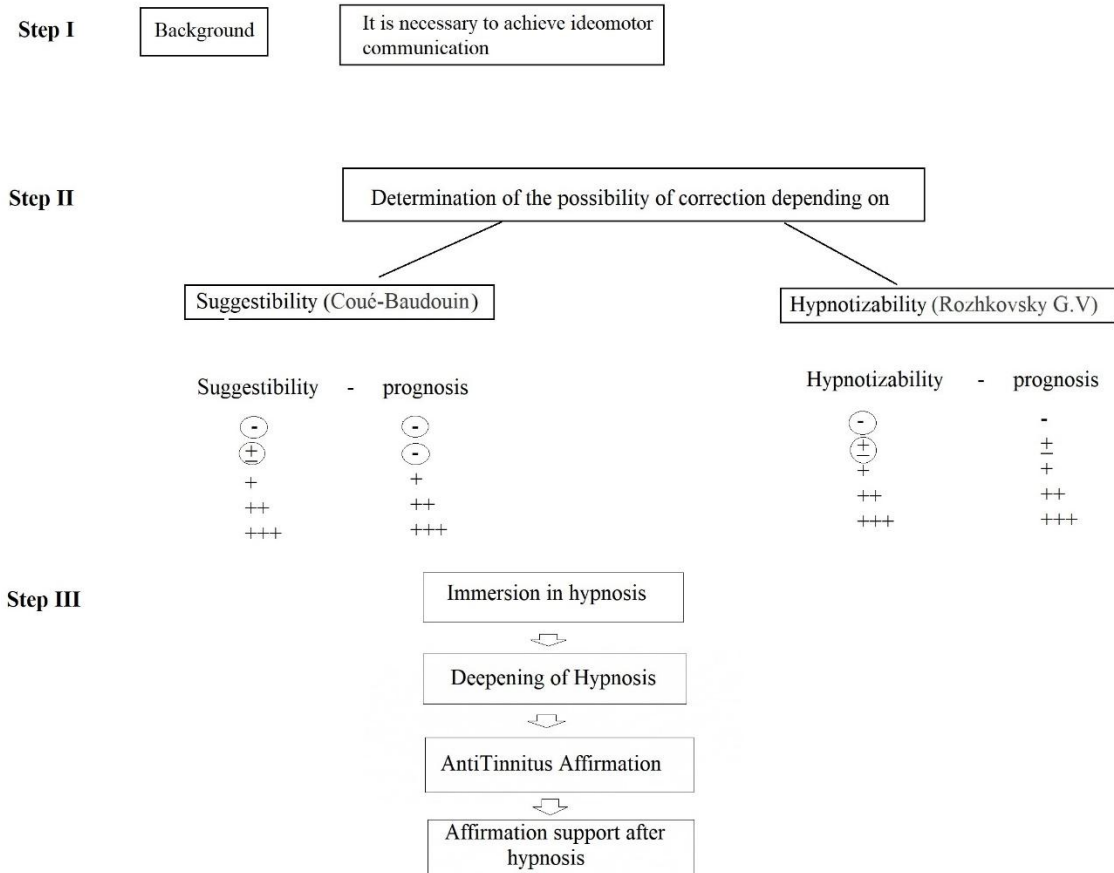 Step I
Background
It is necessary to achieve ideomotor
communication
Step II
Determination of the possibility of correction depending on
Suggestibility (Coué-Baudouin)
Hypnotizability (Rozhkovsky G.V)
Suggestibility - prognosis
- -
± -
+ +
++ ++
+++ +++
Hypnotizability - prognosis
- -
± ±
+ +
++ ++
+++ +++
Step III
Immersion in hypnosis
Deepening of Hypnosis
AntiTinnitus Affirmation
Affirmation support after
hypnosis